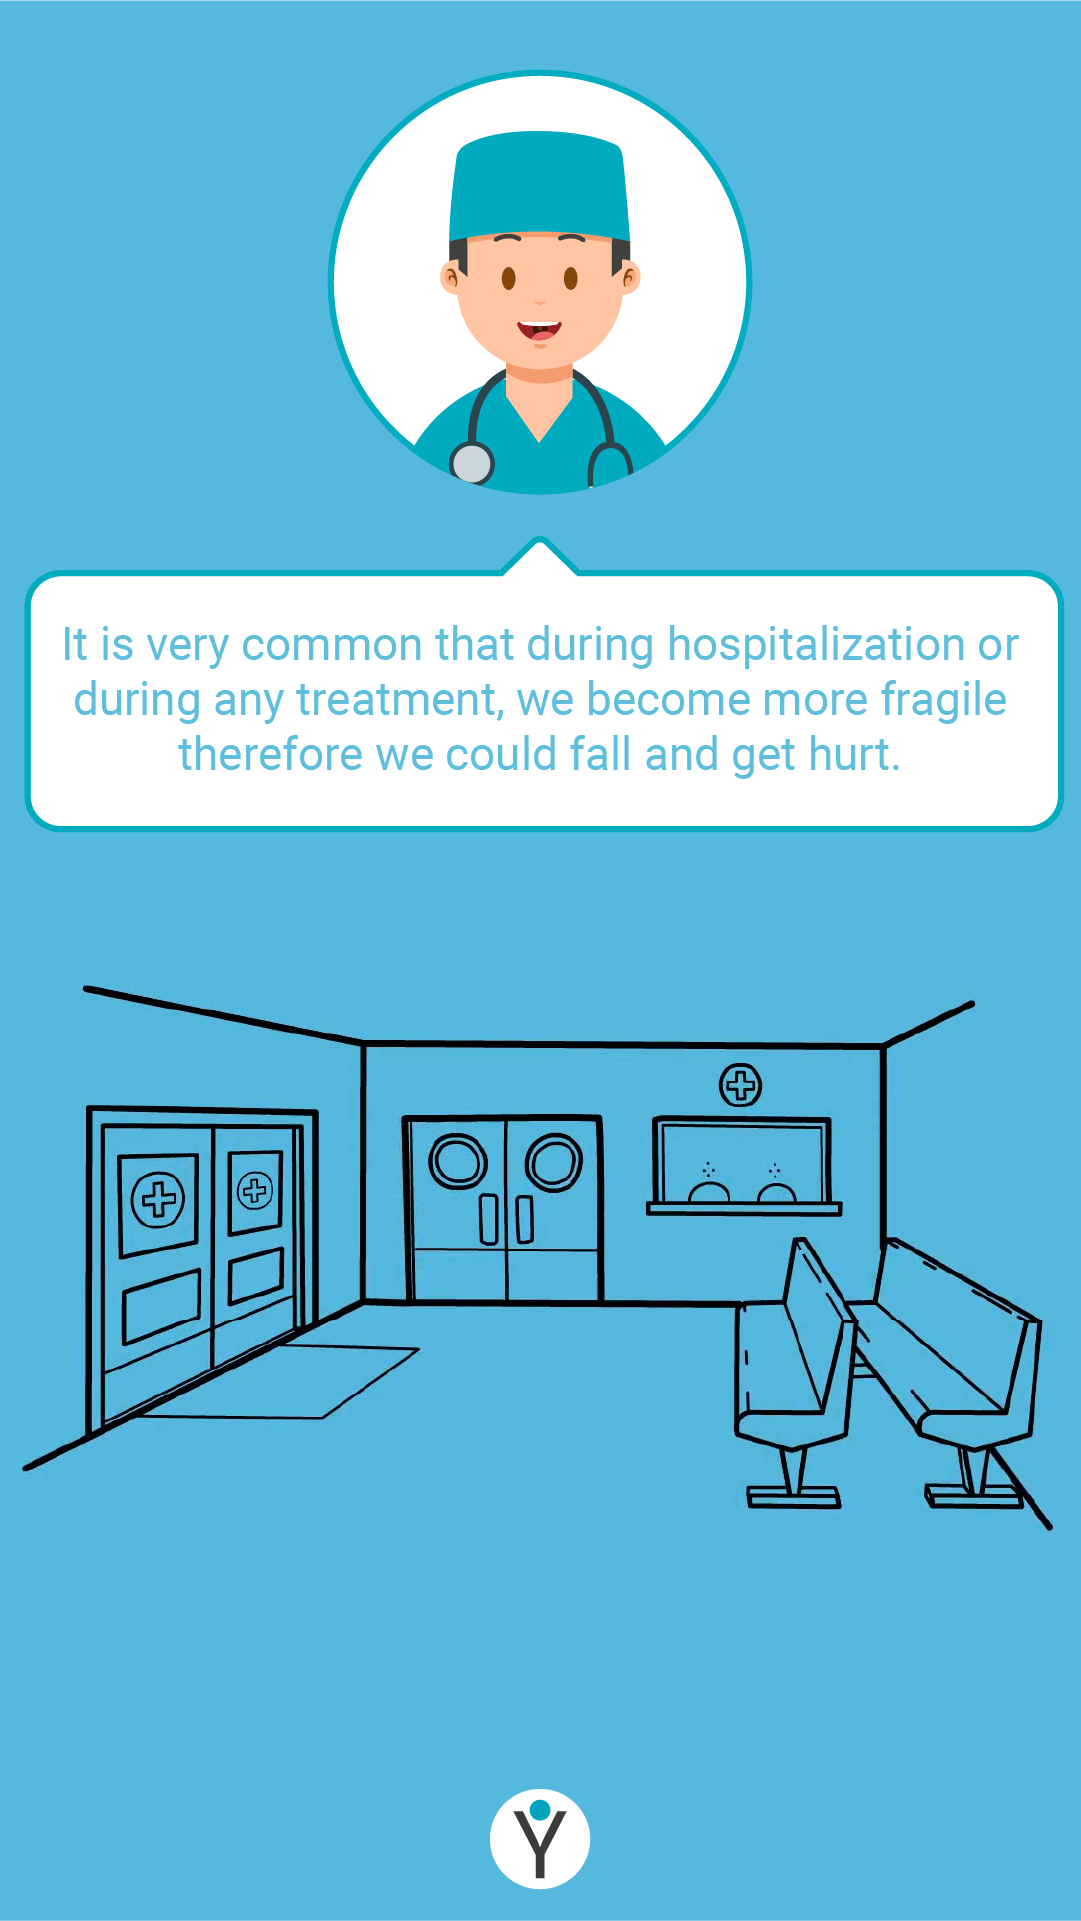 It is very common that during hospitalization or
during any treatment, we become more fragile
therefore we could fall and get hurt.